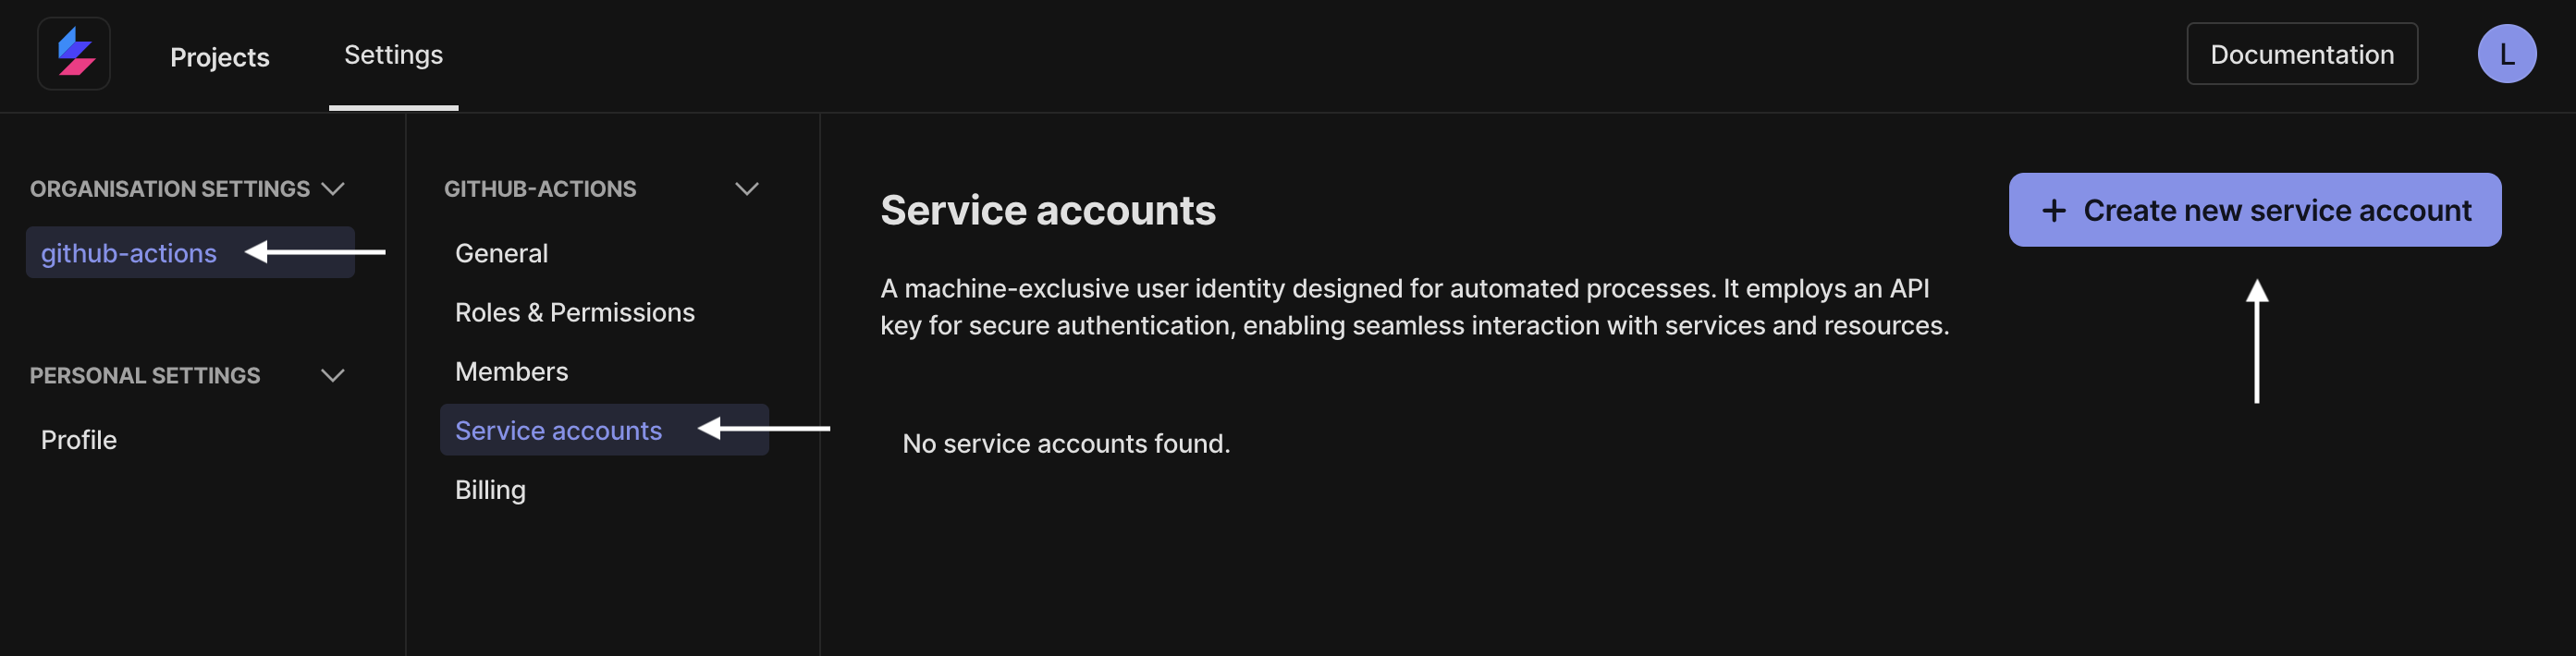 Projects
Settings
Documentation
L
ORGANISATION SETTINGS
github-actions
PERSONAL SETTINGS
Profile
GITHUB-ACTIONS
General
Roles & Permissions
Members
Service accounts
Billing
Service accounts
+ Create new service account
A machine-exclusive user identity designed for automated processes. It employs an API
key for secure authentication, enabling seamless interaction with services and resources.
No service accounts found.